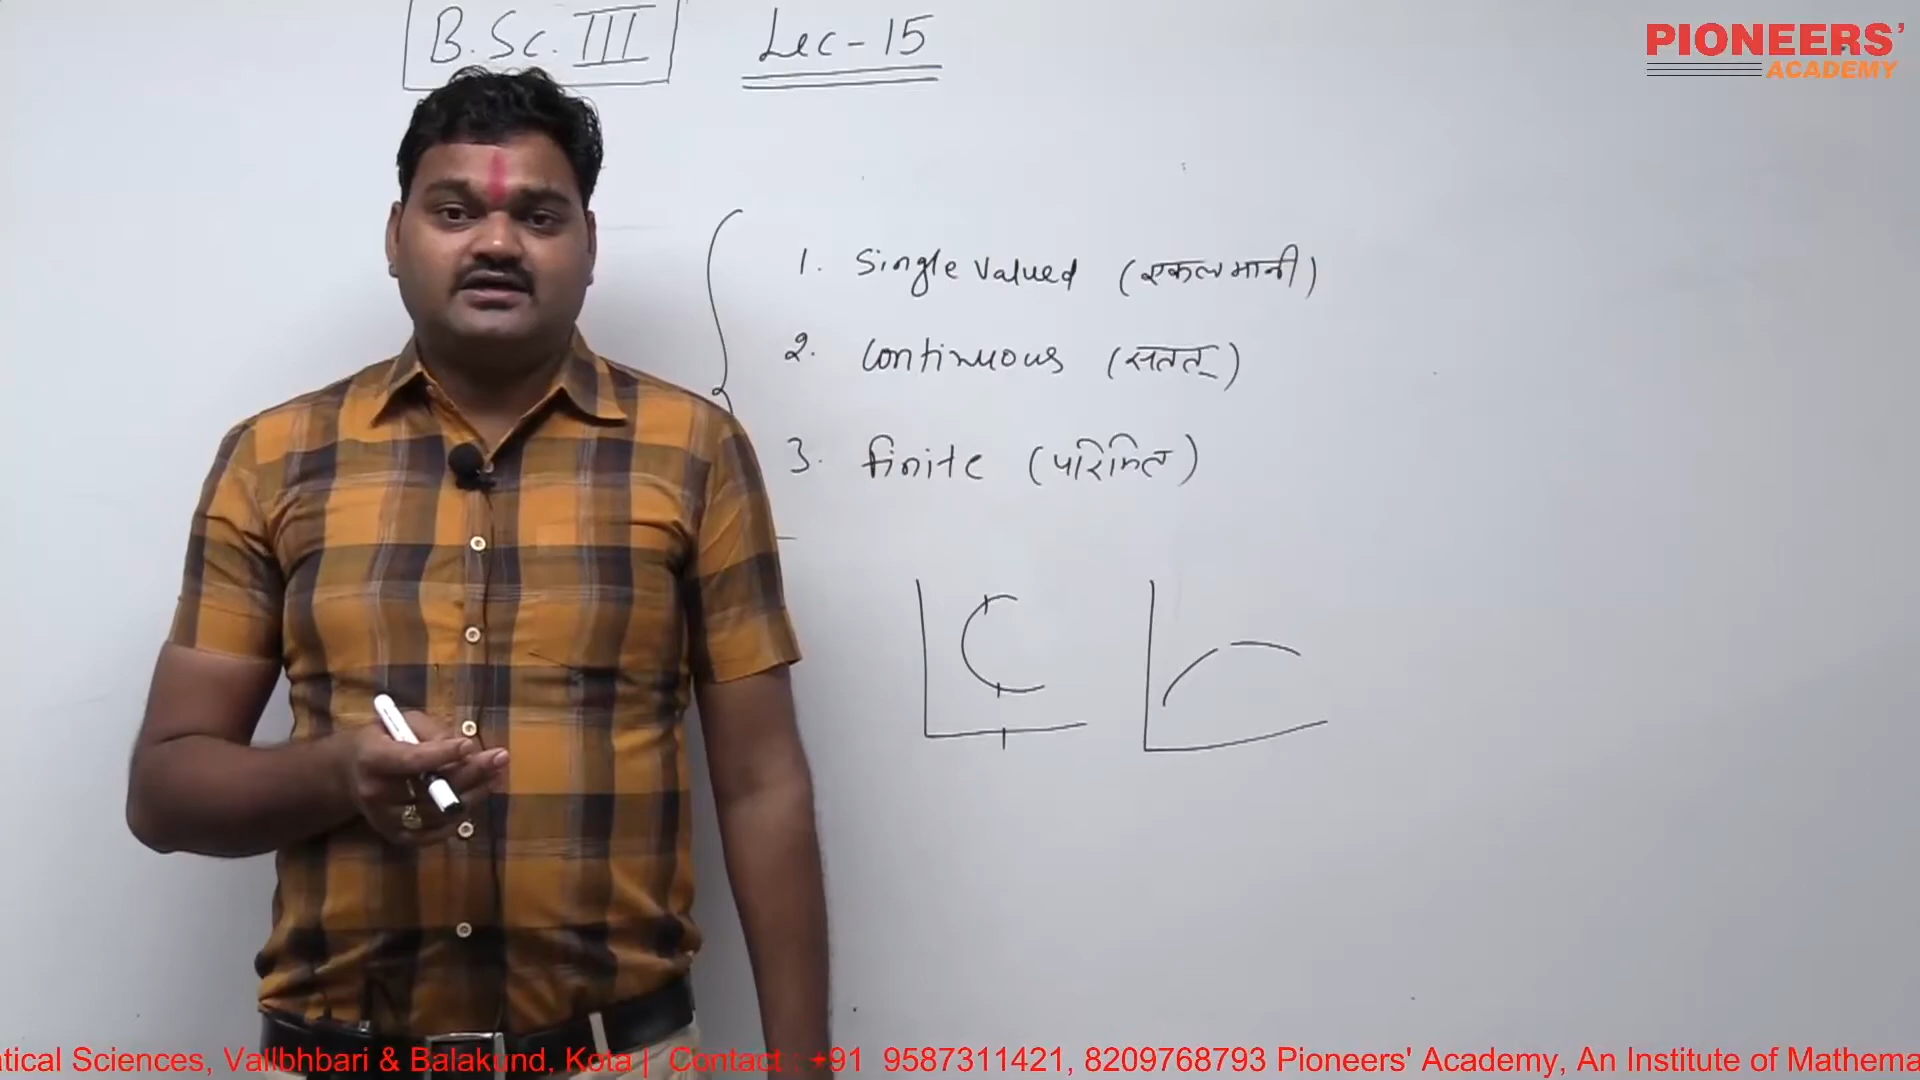 B.Sc. III Lec-15
PIONEERS'
ACADEMY
1. Single valued (एकल मानी)
2. continuous (सतत्)
3. finite (परिमित)
atical Sciences, Vallbhbari & Balakund, Kota | Contact : +91 9587311421, 8209768793 Pioneers' Academy, An Institute of Mathema